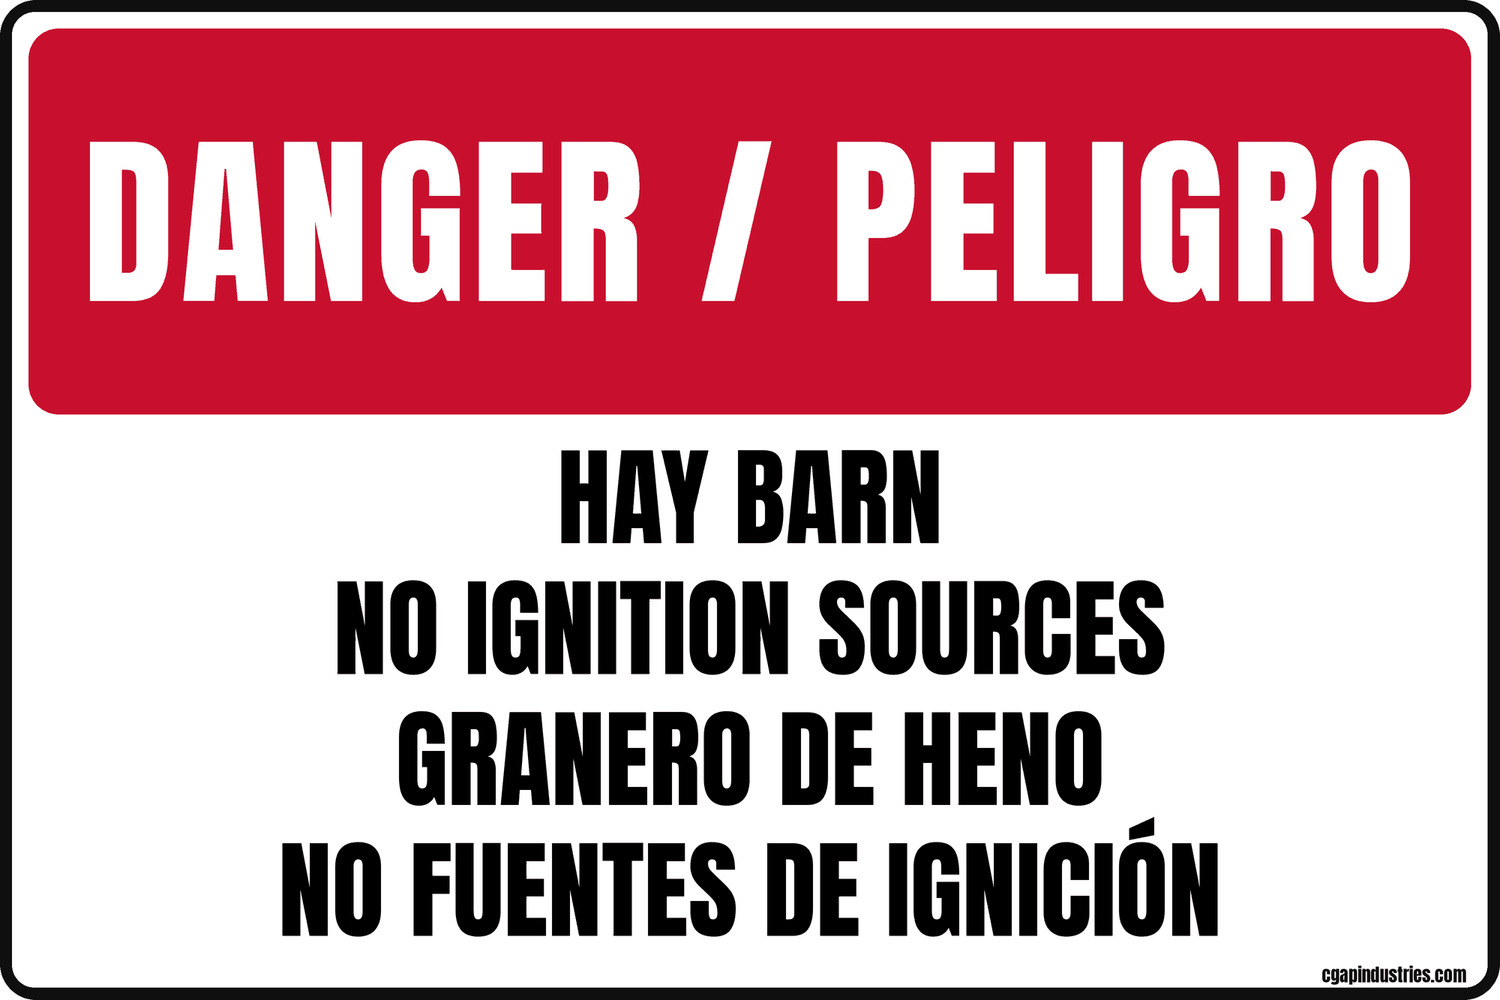 DANGER / PELIGRO
HAY BARN
NO IGNITION SOURCES
GRANERO DE HENO
NO FUENTES DE IGNICIÓN
cgapindustries.com